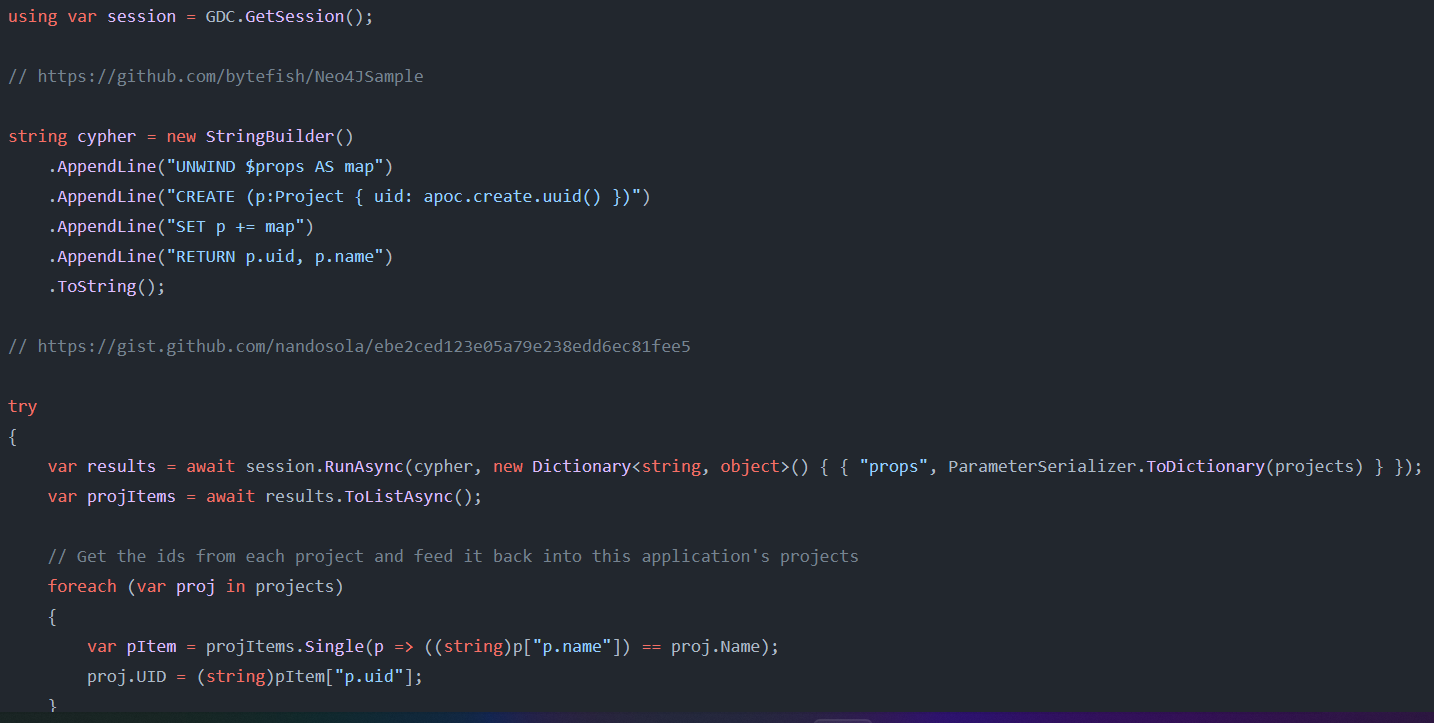 using var session = GDC.GetSession();
// https://github.com/bytefish/Neo4JSample
string cypher = new StringBuilder()
.AppendLine("UNWIND $props AS map")
.AppendLine("CREATE (p:Project { uid: apoc.create.uuid() })")
.AppendLine("SET p += map")
.AppendLine("RETURN p.uid, p.name")
.ToString();
// https://gist.github.com/nandosola/ebe2ced123e05a79e238edd6ec81fee5
try
{
var results = await session.RunAsync(cypher, new Dictionary<string, object>() { { "props", ParameterSerializer.ToDictionary(projects) } });
var projItems = await results.ToListAsync();
// Get the ids from each project and feed it back into this application's projects
foreach (var proj in projects)
{
var pItem = projItems.Single(p => ((string)p["p.name"]) == proj.Name);
proj.UID = (string)pItem["p.uid"];
}